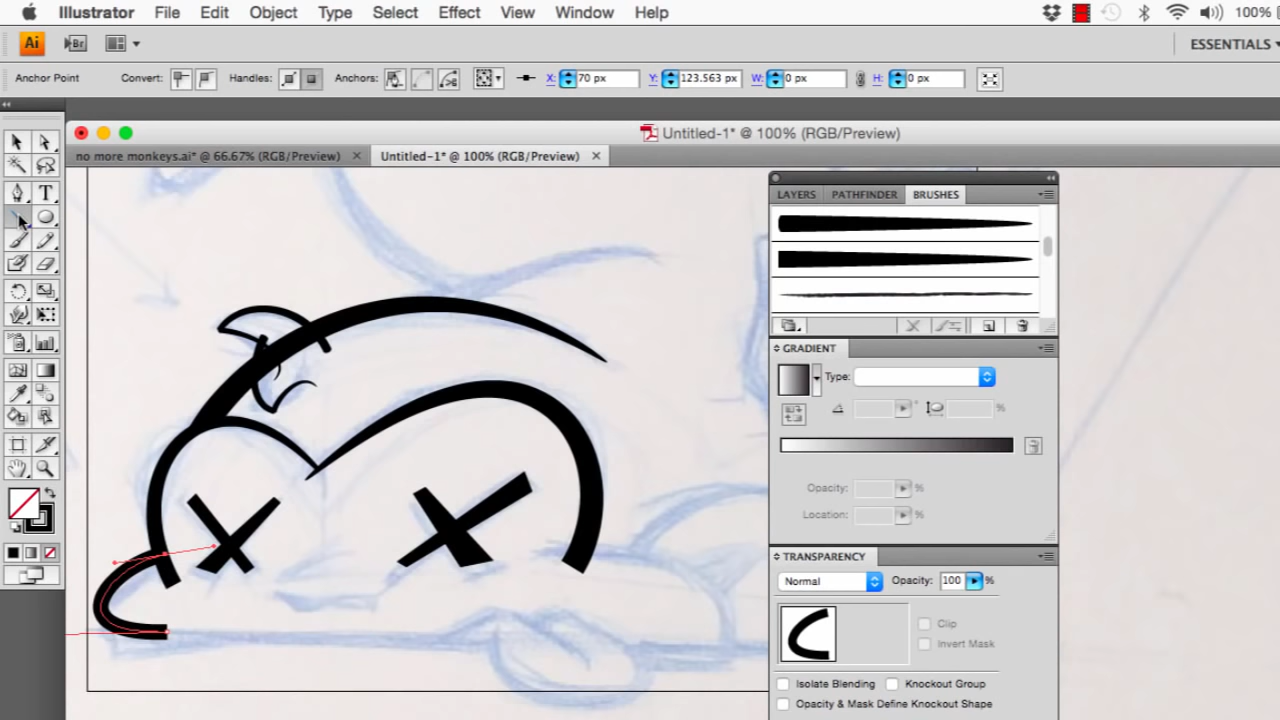 Illustrator File Edit Object Type Select Effect View Window Help 100%
Ai Br ESSENTIALS
Anchor Point Convert: Handles: Anchors: X: 70 px Y: 123.563 px W: 0 px H: 0 px
Untitled-1* @ 100% (RGB/Preview)
no more monkeys.ai* @ 66.67% (RGB/Preview) Untitled-1* @ 100% (RGB/Preview)
LAYERS PATHFINDER BRUSHES
T
GRADIENT
Type:
°
%
Opacity: %
Location: %
TRANSPARENCY
Normal Opacity: 100 %
Clip
Invert Mask
Isolate Blending Knockout Group
Opacity & Mask Define Knockout Shape